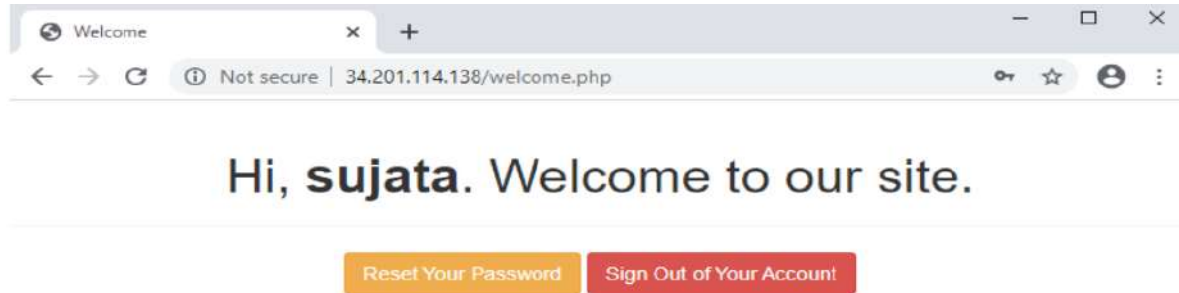 Welcome
Not secure | 34.201.114.138/welcome.php
Hi, sujata. Welcome to our site.
Reset Your Password Sign Out of Your Account